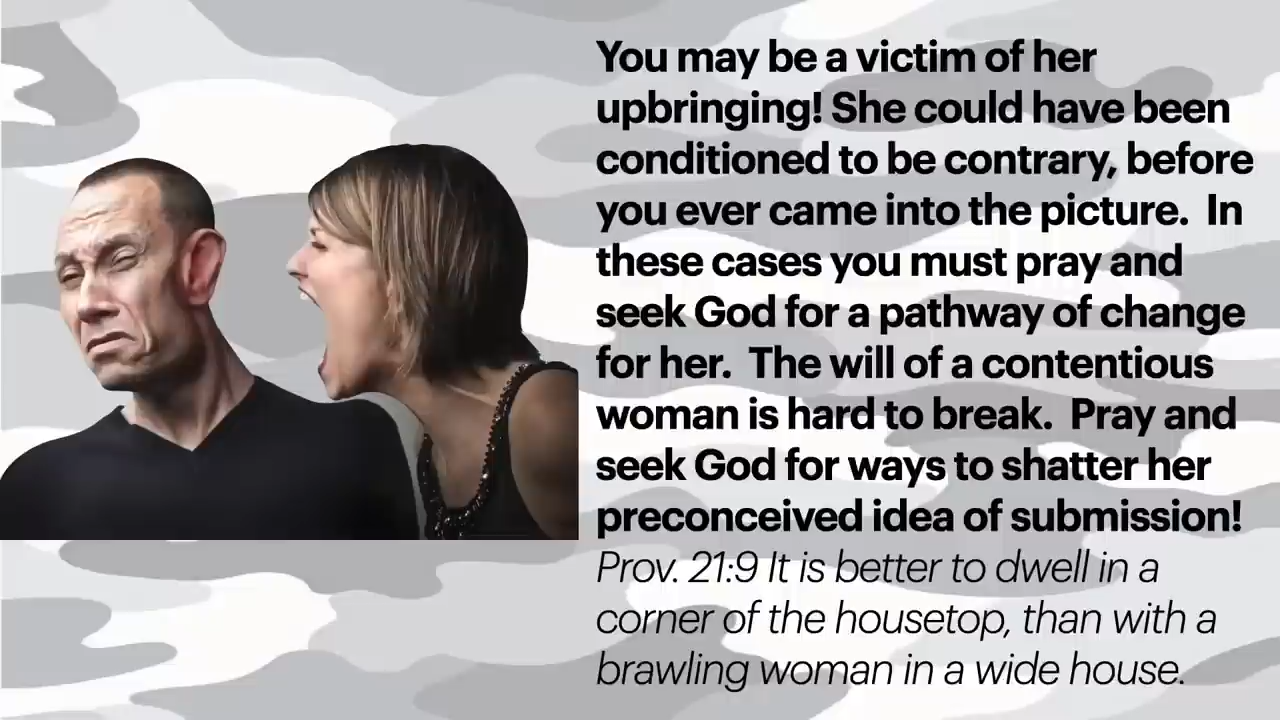 You may be a victim of her
upbringing! She could have been
conditioned to be contrary, before
you ever came into the picture.  In
these cases you must pray and
seek God for a pathway of change
for her.  The will of a contentious
woman is hard to break.  Pray and
seek God for ways to shatter her
preconceived idea of submission!
Prov. 21:9 It is better to dwell in a
corner of the housetop, than with a
brawling woman in a wide house.